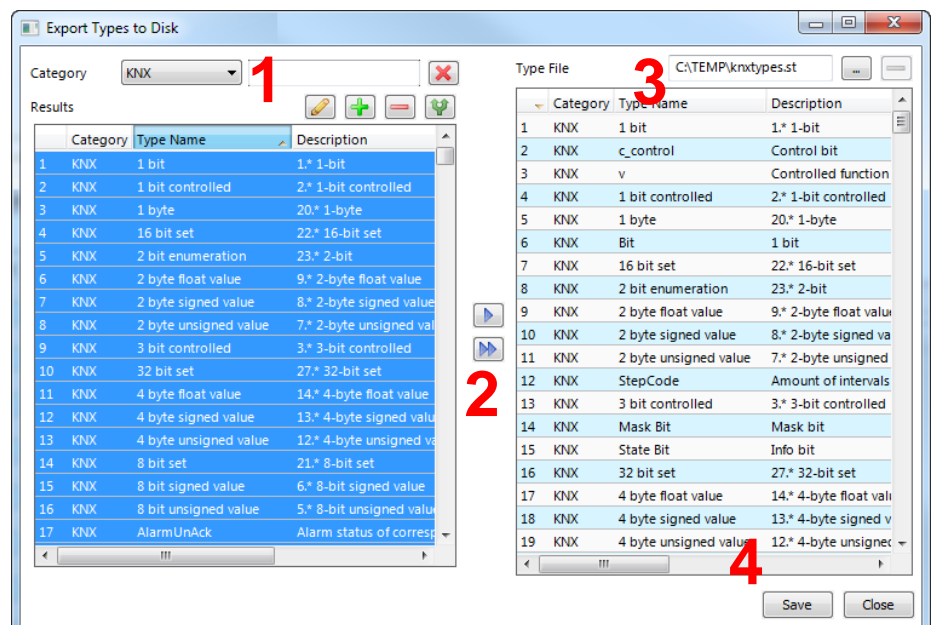 Export Types to Disk
Category KNX 1
Results
Category Type Name Description
1 KNX 1 bit 1.* 1-bit
2 KNX 1 bit controlled 2.* 1-bit controlled
3 KNX 1 byte 20.* 1-byte
4 KNX 16 bit set 22.* 16-bit set
5 KNX 2 bit enumeration 23.* 2-bit
6 KNX 2 byte float value 9.* 2-byte float value
7 KNX 2 byte signed value 8.* 2-byte signed value
8 KNX 2 byte unsigned value 7.* 2-byte unsigned val
9 KNX 3 bit controlled 3.* 3-bit controlled
10 KNX 32 bit set 27.* 32-bit set
11 KNX 4 byte float value 14.* 4-byte float value
12 KNX 4 byte signed value 13.* 4-byte signed valu
13 KNX 4 byte unsigned value 12.* 4-byte unsigned va
14 KNX 8 bit set 21.* 8-bit set
15 KNX 8 bit signed value 6.* 8-bit signed value
16 KNX 8 bit unsigned value 5.* 8-bit unsigned value
17 KNX AlarmUnAck Alarm status of corresp
2
Type File 3 C:\TEMP\knxtypes.st ...
Category Type Name Description
1 KNX 1 bit 1.* 1-bit
2 KNX c_control Control bit
3 KNX v Controlled function
4 KNX 1 bit controlled 2.* 1-bit controlled
5 KNX 1 byte 20.* 1-byte
6 KNX Bit 1 bit
7 KNX 16 bit set 22.* 16-bit set
8 KNX 2 bit enumeration 23.* 2-bit
9 KNX 2 byte float value 9.* 2-byte float value
10 KNX 2 byte signed value 8.* 2-byte signed va
11 KNX 2 byte unsigned value 7.* 2-byte unsigned
12 KNX StepCode Amount of intervals
13 KNX 3 bit controlled 3.* 3-bit controlled
14 KNX Mask Bit Mask bit
15 KNX State Bit Info bit
16 KNX 32 bit set 27.* 32-bit set
17 KNX 4 byte float value 14.* 4-byte float valu
18 KNX 4 byte signed value 13.* 4-byte signed v
19 KNX 4 byte unsigned value 12.* 4-byte unsigned
4
Save Close